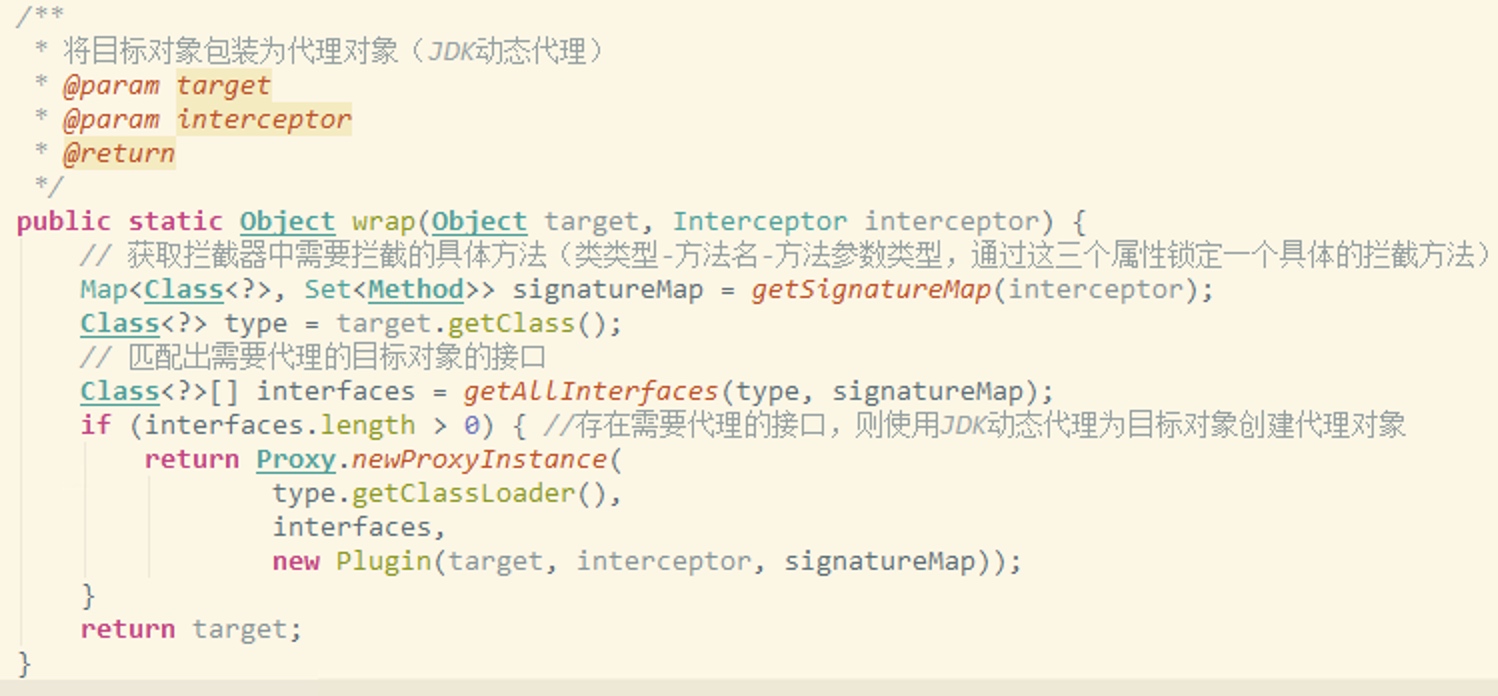 /**
 * 将目标对象包装为代理对象（JDK动态代理）
 * @param target
 * @param interceptor
 * @return
 */
public static Object wrap(Object target, Interceptor interceptor) {
    // 获取拦截器中需要拦截的具体方法（类类型-方法名-方法参数类型，通过这三个属性锁定一个具体的拦截方法）
    Map<Class<?>, Set<Method>> signatureMap = getSignatureMap(interceptor);
    Class<?> type = target.getClass();
    // 匹配出需要代理的目标对象的接口
    Class<?>[] interfaces = getAllInterfaces(type, signatureMap);
    if (interfaces.length > 0) { //存在需要代理的接口，则使用JDK动态代理为目标对象创建代理对象
        return Proxy.newProxyInstance(
                type.getClassLoader(),
                interfaces,
                new Plugin(target, interceptor, signatureMap));
    }
    return target;
}